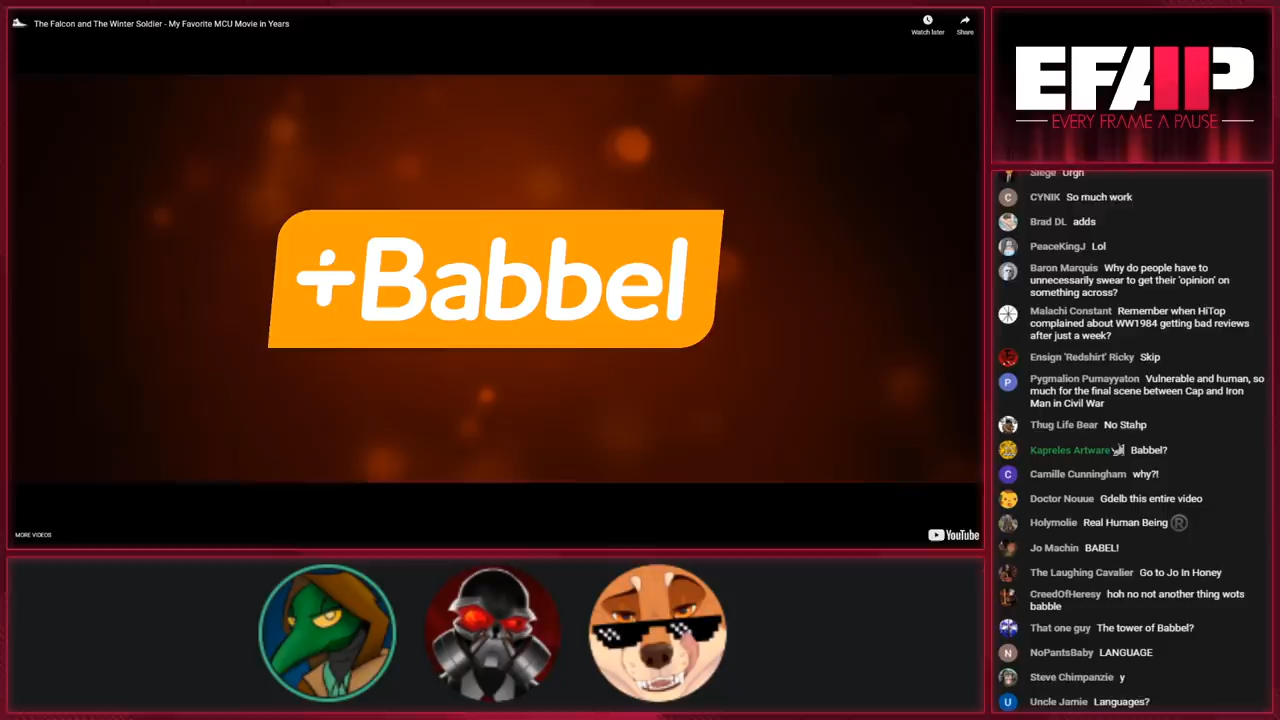 The Falcon and The Winter Soldier - My Favorite MCU Movie in Years
Watch later
Share
+Babbel
MORE VIDEOS
YouTube
EFAP
EVERY FRAME A PAUSE
Siege Urgh
C CYNIK So much work
Brad DL adds
PeaceKingJ Lol
Baron Marquis Why do people have to
unnecessarily swear to get their 'opinion' on
something across?
Malachi Constant Remember when HiTop
complained about WW1984 getting bad reviews
after just a week?
Ensign 'Redshirt' Ricky Skip
P Pygmalion Pumayyaton Vulnerable and human, so
much for the final scene between Cap and Iron
Man in Civil War
Thug Life Bear No Stahp
Kapreles Artware Babbel?
C Camille Cunningham why?!
Doctor Nouue Gdelb this entire video
Holymolie Real Human Being ®
Jo Machin BABEL!
The Laughing Cavalier Go to Jo In Honey
CreedOfHeresy hoh no not another thing wots
babble
That one guy The tower of Babbel?
N NoPantsBaby LANGUAGE
Steve Chimpanzie y
U Uncle Jamie Languages?